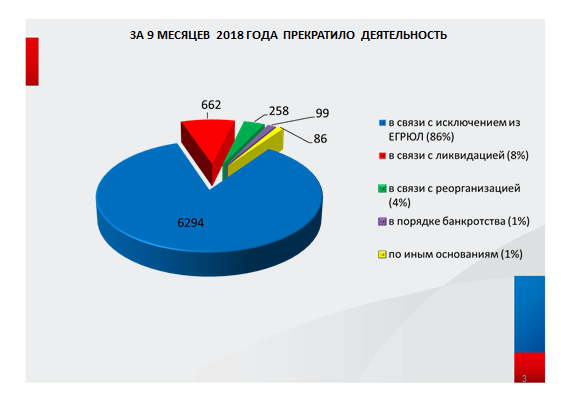 ЗА 9 МЕСЯЦЕВ 2018 ГОДА ПРЕКРАТИЛО ДЕЯТЕЛЬНОСТЬ
662
258
99
86
6294
в связи с исключением из
ЕГРЮЛ (86%)
в связи с ликвидацией (8%)
в связи с реорганизацией
(4%)
в порядке банкротства (1%)
по иным основаниям (1%)
3